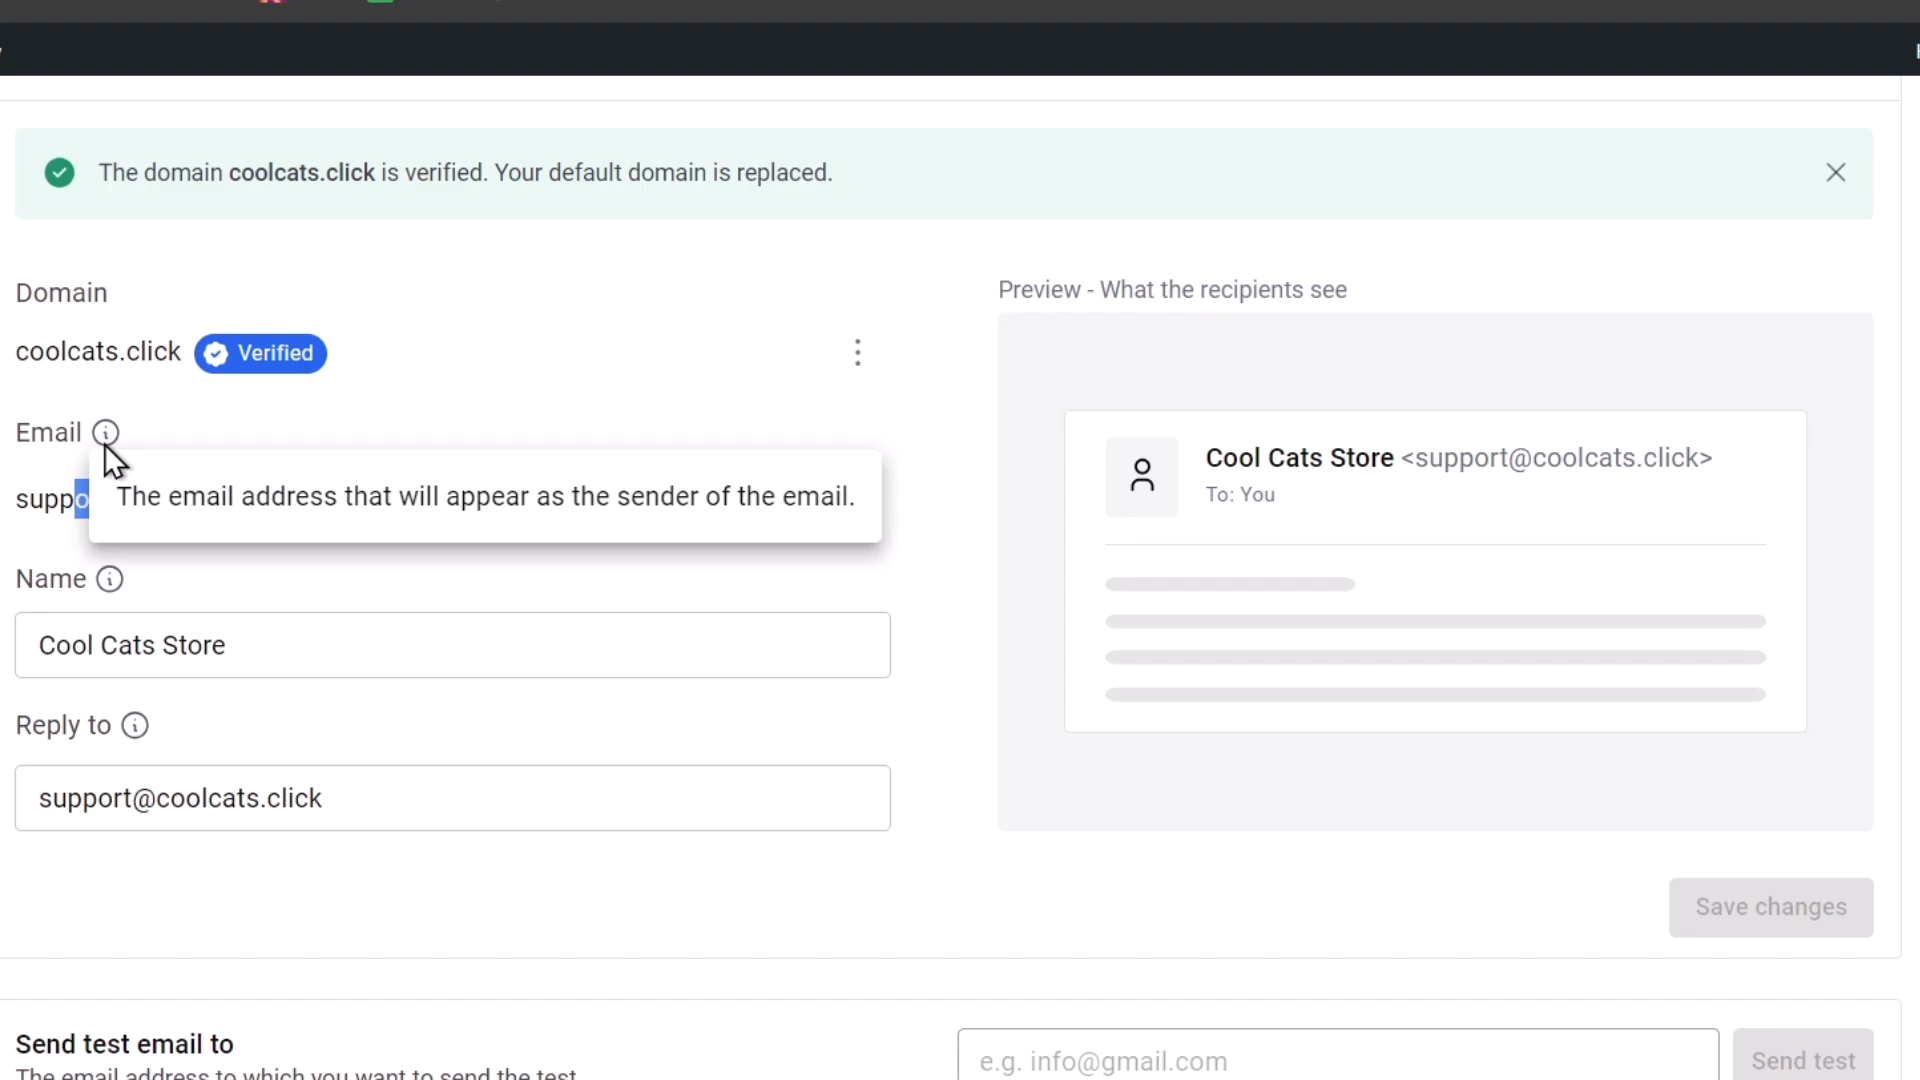 The domain coolcats.click is verified. Your default domain is replaced.
Domain
coolcats.click Verified
Email
The email address that will appear as the sender of the email.
Name
Cool Cats Store
Reply to
support@coolcats.click
Preview - What the recipients see
Cool Cats Store <support@coolcats.click>
To: You
Save changes
Send test email to
The email address to which you want to send the test
e.g. info@gmail.com
Send test